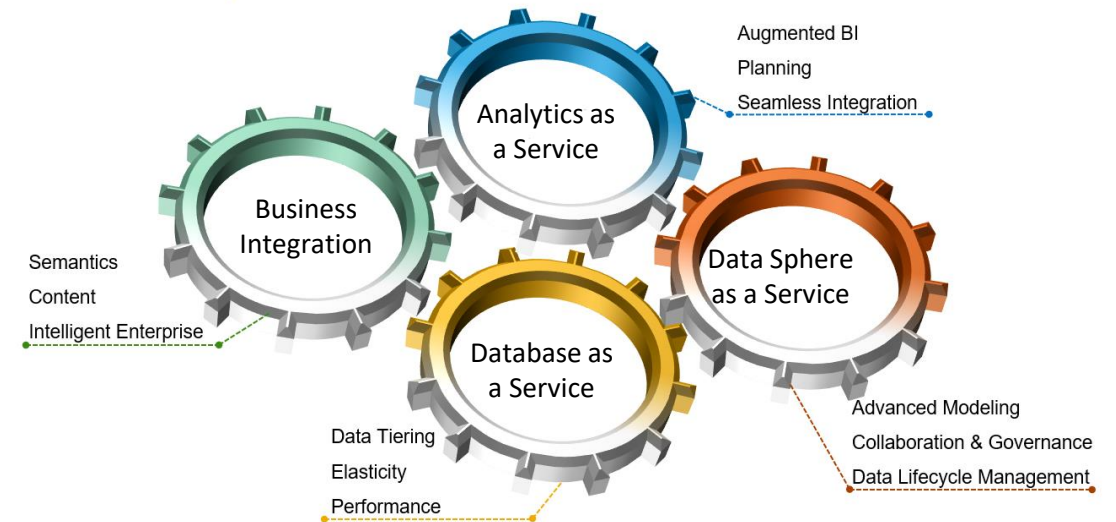 Augmented BI
Planning
Seamless Integration
Analytics as
a Service
Business
Integration
Semantics
Content
Intelligent Enterprise
Data Sphere
as a Service
Database as
a Service
Data Tiering
Elasticity
Performance
Advanced Modeling
Collaboration & Governance
Data Lifecycle Management